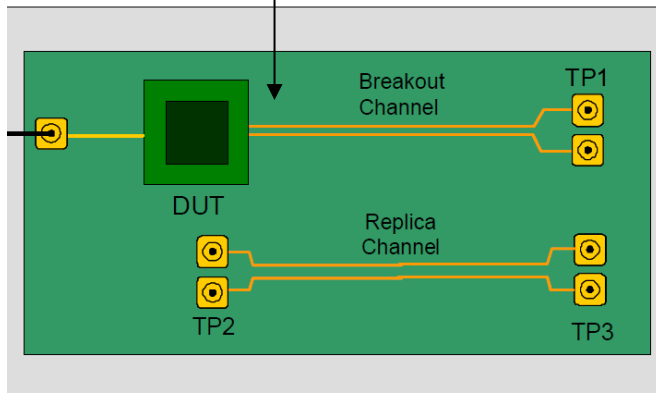 Breakout
Channel
TP1
DUT
Replica
Channel
TP2
TP3